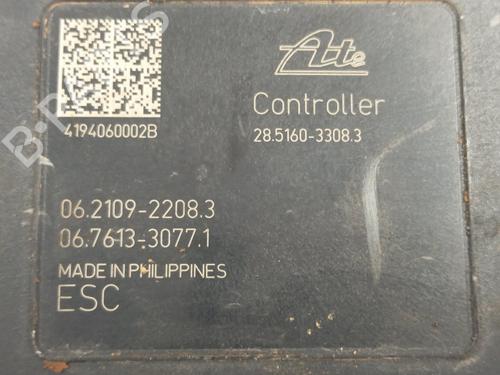 Ate
Controller
4194060002B
28.5160-3308.3
06.2109-2208.3
06.7613-3077.1
MADE IN PHILIPPINES
ESC